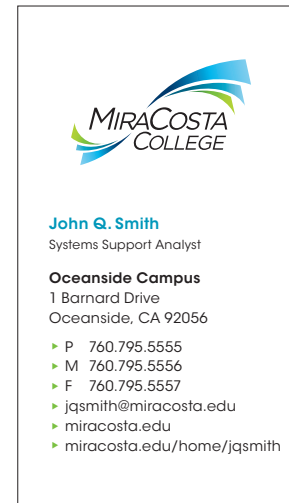 MIRACOSTA
COLLEGE
John Q. Smith
Systems Support Analyst
Oceanside Campus
1 Barnard Drive
Oceanside, CA 92056
P 760.795.5555
M 760.795.5556
F 760.795.5557
jqsmith@miracosta.edu
miracosta.edu
miracosta.edu/home/jqsmith